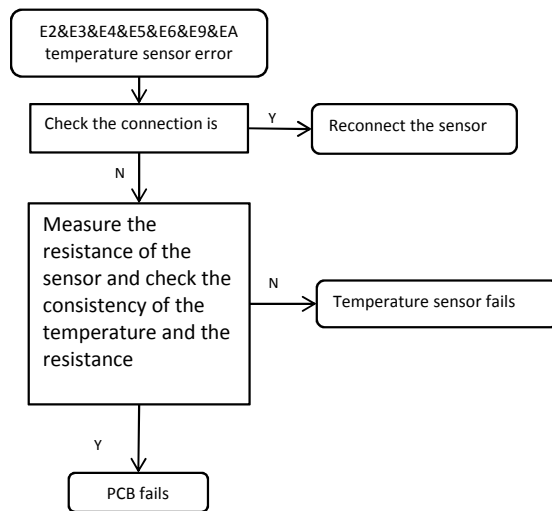 E2&E3&E4&E5&E6&E9&EA
temperature sensor error
Check the connection is
Y
Reconnect the sensor
N
Measure the
resistance of the
sensor and check the
consistency of the
temperature and the
resistance
N
Temperature sensor fails
Y
PCB fails